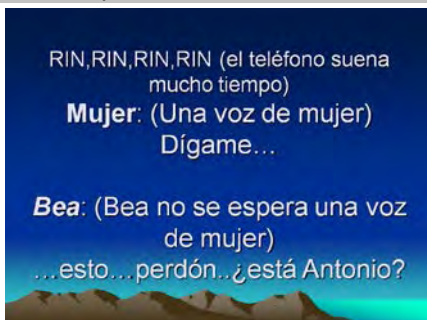 RIN,RIN,RIN,RIN (el teléfono suena
mucho tiempo)
Mujer: (Una voz de mujer)
Dígame…
Bea: (Bea no se espera una voz
de mujer)
…esto…perdón..¿está Antonio?